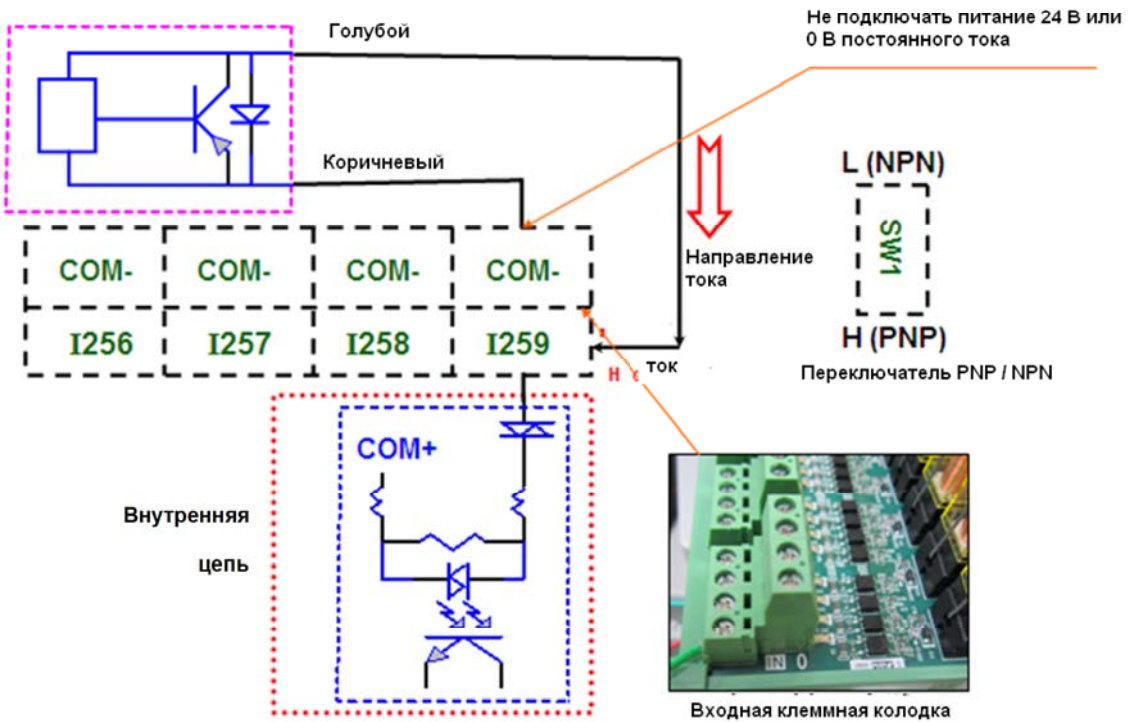 Голубой
Не подключать питание 24 В или
0 В постоянного тока
Коричневый
L (NPN)
SW1
H (PNP)
Переключатель PNP / NPN
Направление
тока
COM- COM- COM- COM-
I256 I257 I258 I259
ток
Н
COM+
Внутренняя
цепь
IN 0
Входная клеммная колодка